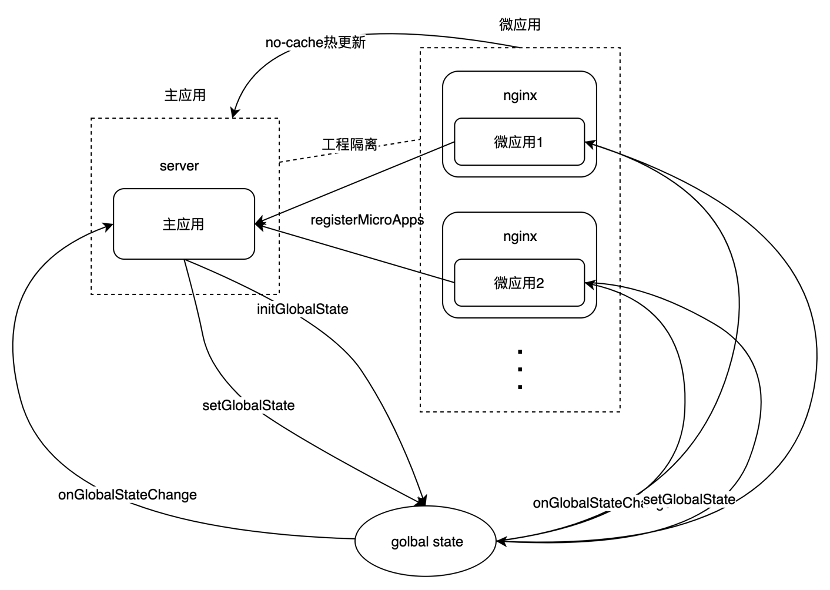 微应用
no-cache热更新
主应用
nginx
工程隔离
微应用1
server
registerMicroApps
主应用
nginx
微应用2
initGlobalState
setGlobalState
onGlobalStateChange
setGlobalState
golbal state